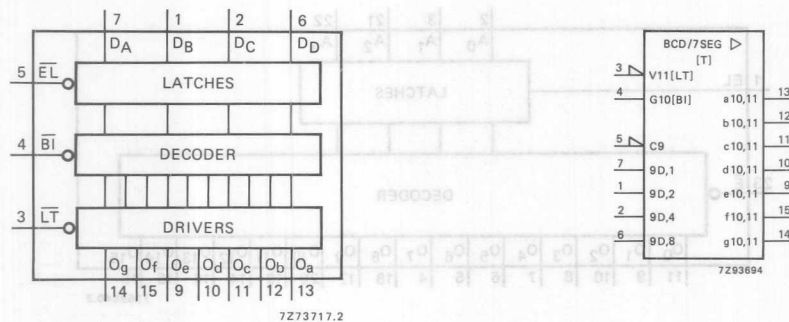 7 1 2 6
DA DB DC DD
5 EL LATCHES
4 BI DECODER
3 LT DRIVERS
Og Of Oe Od Oc Ob Oa
14 15 9 10 11 12 13
7Z73717.2
BCD/7SEG ▷
[T]
3 V11[LT]
4 G10[BI] a10,11 13
b10,11 12
5 C9 c10,11 11
7 9D,1 d10,11 10
1 9D,2 e10,11 9
2 9D,4 f10,11 15
6 9D,8 g10,11 14
7Z93694